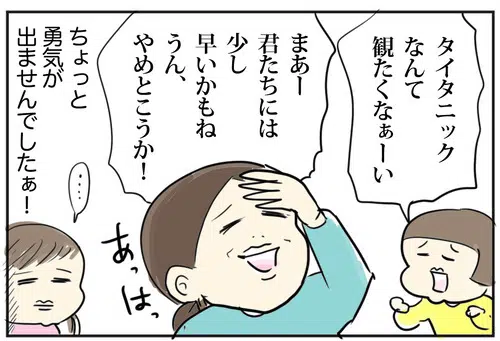 タイタニック
なんて
観たくなぁーい
まあー
君たちには
少し
早いかもね
うん、
やめとこうか!
あっはっ
‥‥
ちょっと
勇気が
出ませんでしたぁ!